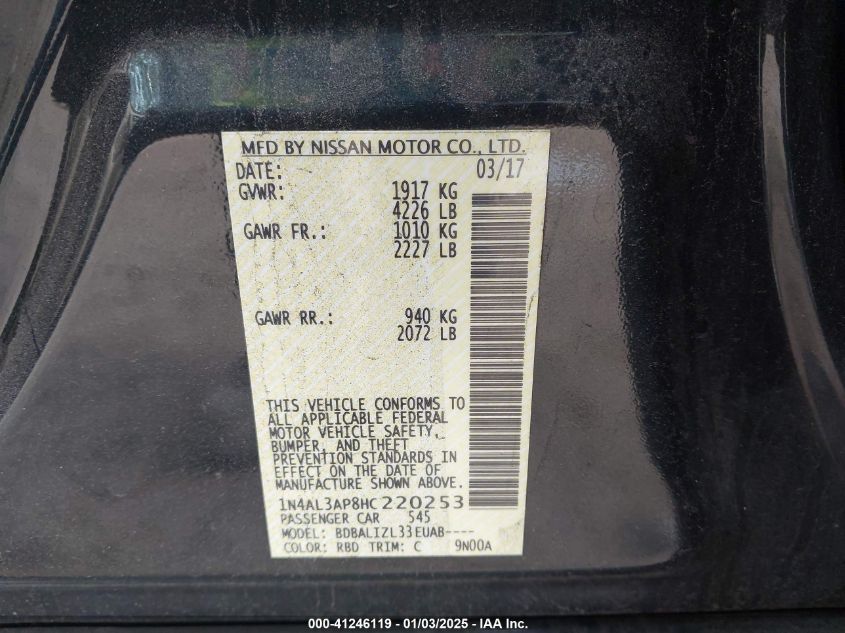 MFD BY NISSAN MOTOR CO., LTD.
DATE: 03/17
GVWR: 1917 KG
4226 LB
GAWR FR.: 1010 KG
2227 LB
GAWR RR.: 940 KG
2072 LB
THIS VEHICLE CONFORMS TO
ALL APPLICABLE FEDERAL
MOTOR VEHICLE SAFETY,
BUMPER, AND THEFT
PREVENTION STANDARDS IN
EFFECT ON THE DATE OF
MANUFACTURE SHOWN ABOVE.
1N4AL3AP8HC220253
PASSENGER CAR 545
MODEL: BDBALIZL33EUAB----
COLOR: RBD TRIM: C 9N00A
000-41246119 - 01/03/2025 - IAA Inc.